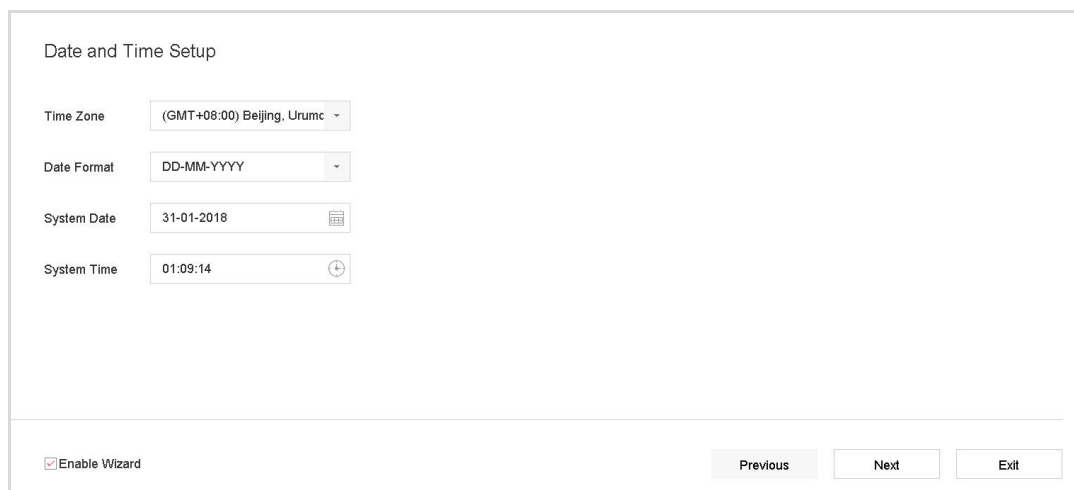 Date and Time Setup
Time Zone (GMT+08:00) Beijing, Urumc
Date Format DD-MM-YYYY
System Date 31-01-2018
System Time 01:09:14
Enable Wizard Previous Next Exit